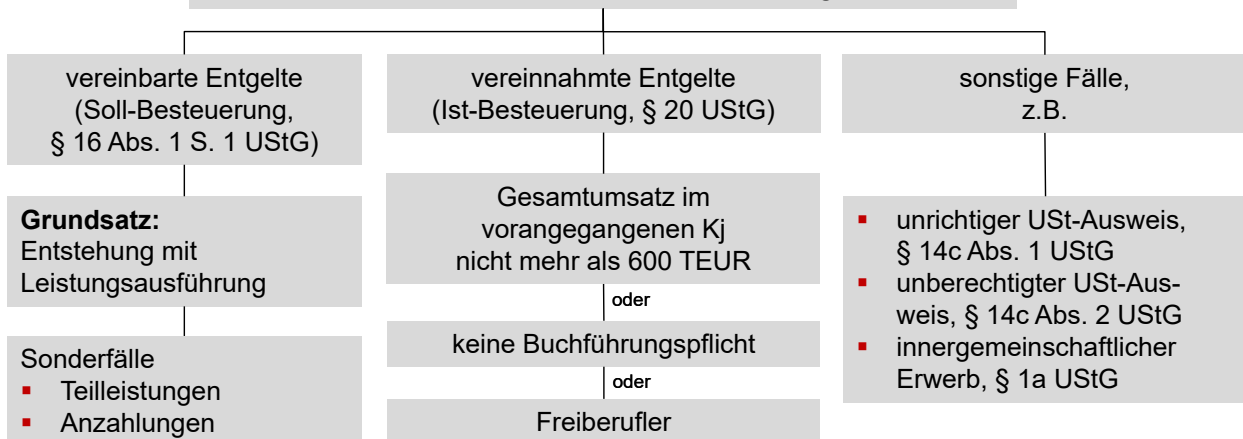 vereinbarte Entgelte
(Soll-Besteuerung,
§ 16 Abs. 1 S. 1 UStG)
Grundsatz:
Entstehung mit
Leistungsausführung
Sonderfälle
▪ Teilleistungen
▪ Anzahlungen
vereinnahmte Entgelte
(Ist-Besteuerung, § 20 UStG)
Gesamtumsatz im
vorangegangenen Kj
nicht mehr als 600 TEUR
oder
keine Buchführungspflicht
oder
Freiberufler
sonstige Fälle,
z.B.
▪ unrichtiger USt-Ausweis,
§ 14c Abs. 1 UStG
▪ unberechtigter USt-Aus-
weis, § 14c Abs. 2 UStG
▪ innergemeinschaftlicher
Erwerb, § 1a UStG